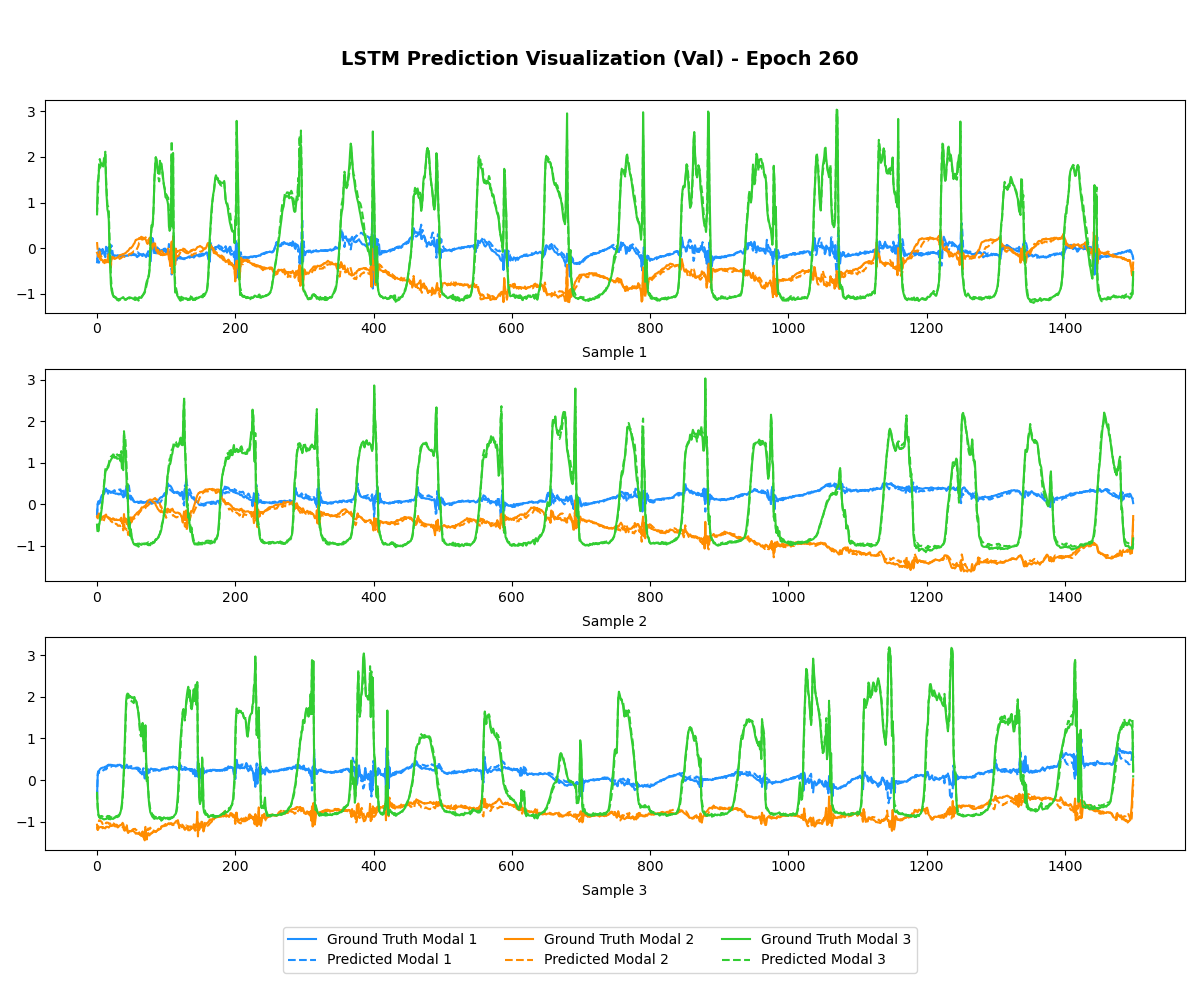 LSTM Prediction Visualization (Val) - Epoch 260
3
2
1
0
−1
0 200 400 600 800 1000 1200 1400
Sample 1
3
2
1
0
−1
0 200 400 600 800 1000 1200 1400
Sample 2
3
2
1
0
−1
0 200 400 600 800 1000 1200 1400
Sample 3
Ground Truth Modal 1 Ground Truth Modal 2 Ground Truth Modal 3
Predicted Modal 1 Predicted Modal 2 Predicted Modal 3